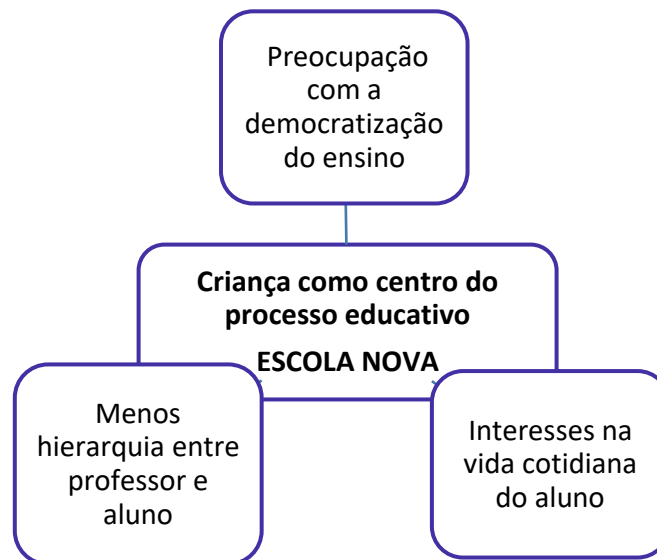 Preocupação
com a
democratização
do ensino
Criança como centro do
processo educativo
ESCOLA NOVA
Menos
hierarquia entre
professor e
aluno
Interesses na
vida cotidiana
do aluno